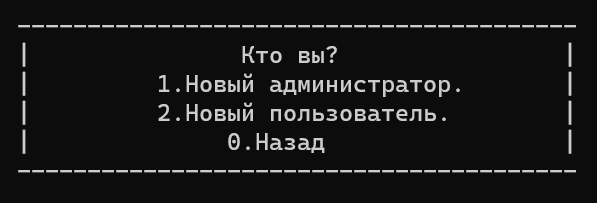 ----------------------------------------
|               Кто вы?                |
|         1.Новый администратор.       |
|         2.Новый пользователь.        |
|              0.Назад                 |
----------------------------------------